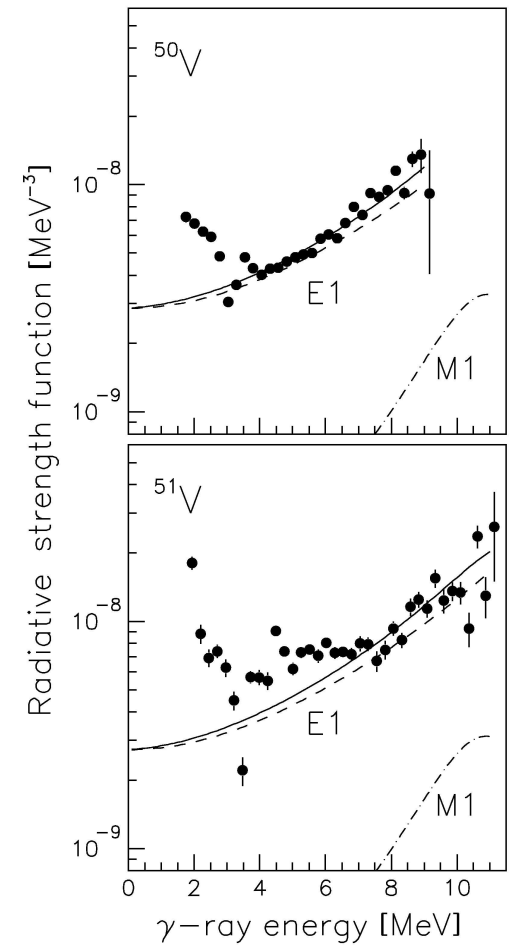 Radiative strength function [MeV⁻³]
⁵⁰V
10⁻⁸
E1
M1
10⁻⁹
⁵¹V
10⁻⁸
E1
M1
10⁻⁹
0 2 4 6 8 10
γ–ray energy [MeV]